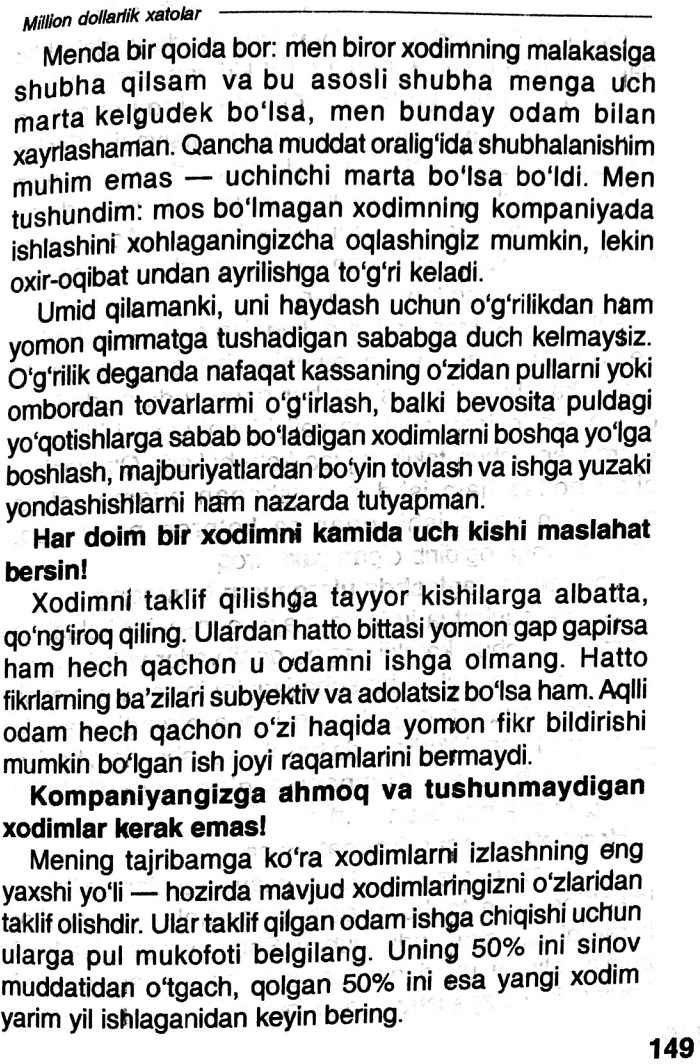 Million dollarlik xatolar
Menda bir qoida bor: men biror xodimning malakasiga
shubha qilsam va bu asosli shubha menga uch
marta kelgudek bo‘lsa, men bunday odam bilan
xayrlashaman. Qancha muddat oralig‘ida shubhalanishim
muhim emas — uchinchi marta bo‘lsa bo‘ldi. Men
tushundim: mos bo‘lmagan xodimning kompaniyada
ishlashini xohlaganingizcha oqlashingiz mumkin, lekin
oxir-oqibat undan ayrilishga to‘g‘ri keladi.
Umid qilamanki, uni haydash uchun o‘g‘rilikdan ham
yomon qimmatga tushadigan sababga duch kelmaysiz.
O‘g‘rilik deganda nafaqat kassaning o‘zidan pullarni yoki
ombordan tovarlarmi o‘g‘irlash, balki bevosita puldagi
yo‘qotishlarga sabab bo‘ladigan xodimlarni boshqa yo‘lga
boshlash, majburiyatlardan bo‘yin tovlash va ishga yuzaki
yondashishlarni ham nazarda tutyapman.
Har doim bir xodimni kamida uch kishi maslahat
bersin!
Xodimni taklif qilishga tayyor kishilarga albatta,
qo‘ng‘iroq qiling. Ulardan hatto bittasi yomon gap gapirsa
ham hech qachon u odamni ishga olmang. Hatto
fikrlarning ba’zilari subyektiv va adolatsiz bo‘lsa ham. Aqlli
odam hech qachon o‘zi haqida yomon fikr bildirishi
mumkin bo‘lgan ish joyi raqamlarini bermaydi.
Kompaniyangizga ahmoq va tushunmaydigan
xodimlar kerak emas!
Mening tajribamga ko‘ra xodimlarni izlashning eng
yaxshi yo‘li — hozirda mavjud xodimlaringizni o‘zlaridan
taklif olishdir. Ular taklif qilgan odam ishga chiqishi uchun
ularga pul mukofoti belgilang. Uning 50% ini sinov
muddatidan o‘tgach, qolgan 50% ini esa yangi xodim
yarim yil ishlaganidan keyin bering.
149